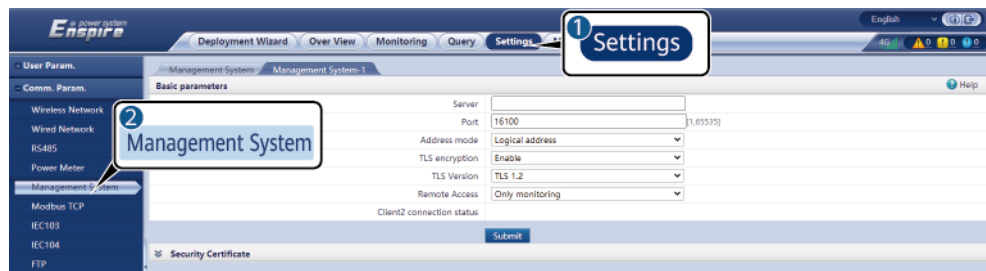 e power system
Enspire
English
Deployment Wizard Over View Monitoring Query Settings
1
Settings
4G 0 0 0
User Param.
Management System Management System-1
Comm. Param.
Basic parameters
Help
Wireless Network
Server
Wired Network
2
Management System
Port 16100 [1,65535]
RS485
Address mode Logical address
Power Meter
TLS encryption Enable
TLS Version TLS 1.2
Management System
Remote Access Only monitoring
Modbus TCP
Client2 connection status
IEC103
Submit
IEC104
Security Certificate
FTP